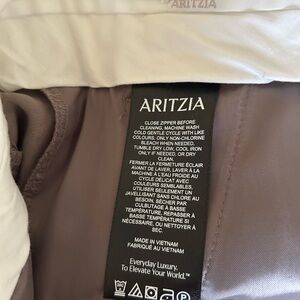 ARITZIA
ARITZIA
CLOSE ZIPPER BEFORE
CLEANING, MACHINE WASH
COLD GENTLE CYCLE WITH LIKE
COLOURS, ONLY NON-CHLORINE
BLEACH WHEN NEEDED,
TUMBLE DRY LOW, COOL IRON
ONLY IF NEEDED, OR DRY
CLEAN.
FERMER LA FERMETURE ÉCLAIR
AVANT DE LAVER, LAVER À LA
MACHINE À L'EAU FROIDE AU
CYCLE DÉLICAT AVEC
COULEURS SEMBLABLES,
UTILISER SEULEMENT UN
JAVELLISANT SANS CHLORE AU
BESOIN, SÉCHER PAR
CULBUTAGE À BASSE
TEMPÉRATURE, REPASSER À
BASSE TEMPÉRATURE SI
NÉCESSAIRE, OU NETTOYER À
SEC.
MADE IN VIETNAM
FABRIQUÉ AU VIETNAM
Everyday Luxury.
To Elevate Your World.™